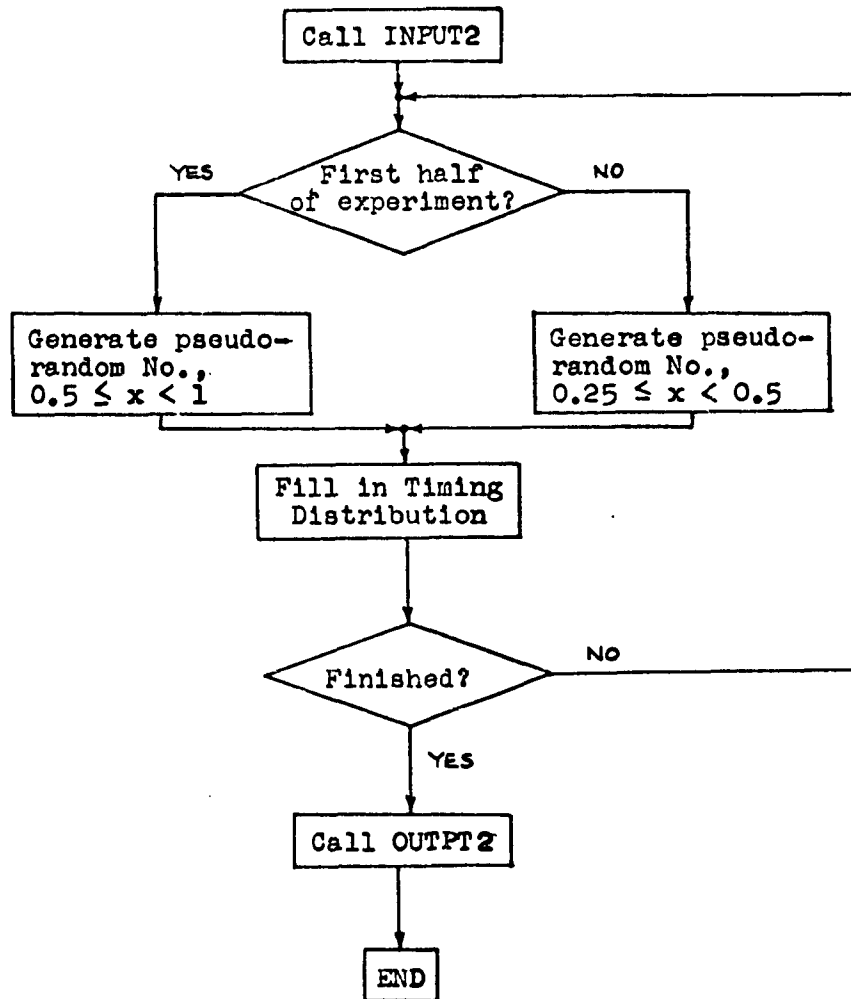 Call INPUT2
First half
of experiment?
YES
NO
Generate pseudo-
random No.,
0.5 ≤ x < 1
Generate pseudo-
random No.,
0.25 ≤ x < 0.5
Fill in Timing
Distribution
Finished?
NO
YES
Call OUTPT2
END